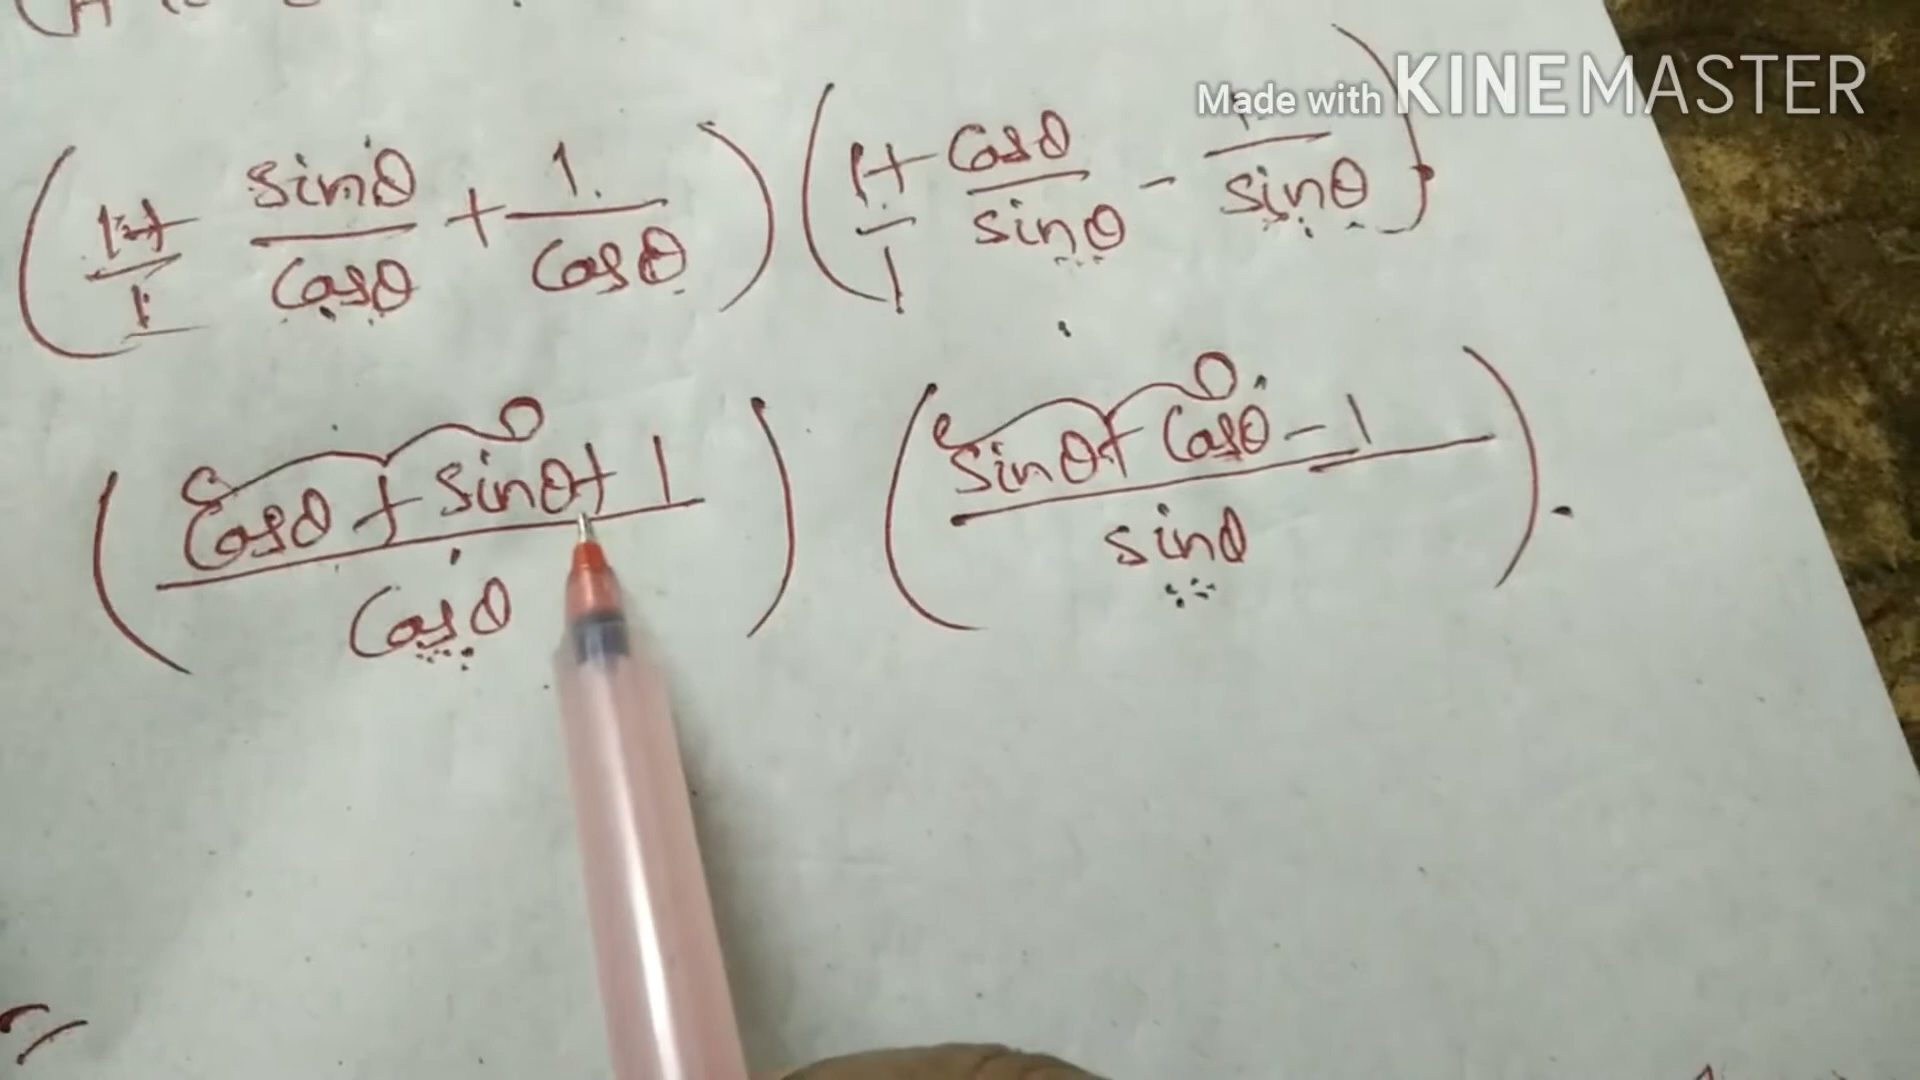 Made with KINEMASTER
(1/1 + sinθ/cosθ + 1/cosθ) (1/1 + cosθ/sinθ - 1/sinθ)
(cosθ + sinθ + 1 / cosθ) (sinθ + cosθ - 1 / sinθ).